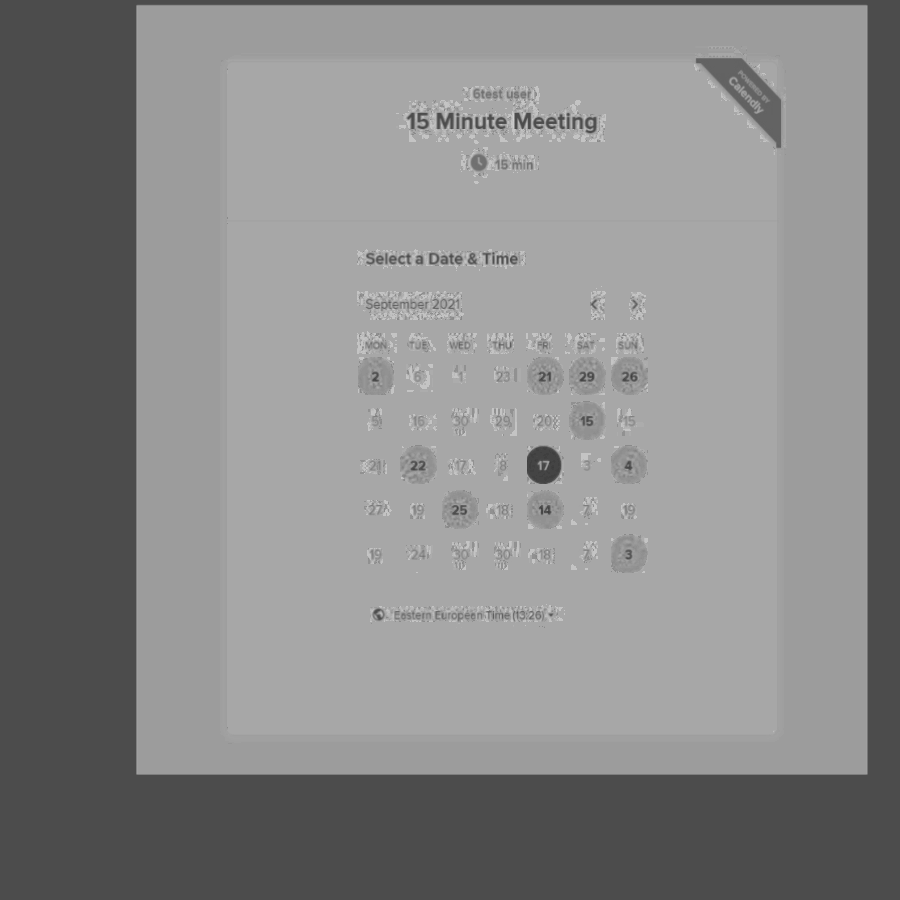 POWERED BY
Calendly
6test user
15 Minute Meeting
15 min
Select a Date & Time
September 2021
MON TUE WED THU FRI SAT SUN
2 6 1 23 21 29 26
5 16 30 29 20 15 15
21 22 17 8 17 3 4
27 19 25 18 14 7 19
19 24 30 30 18 7 3
Eastern European Time (13:26)